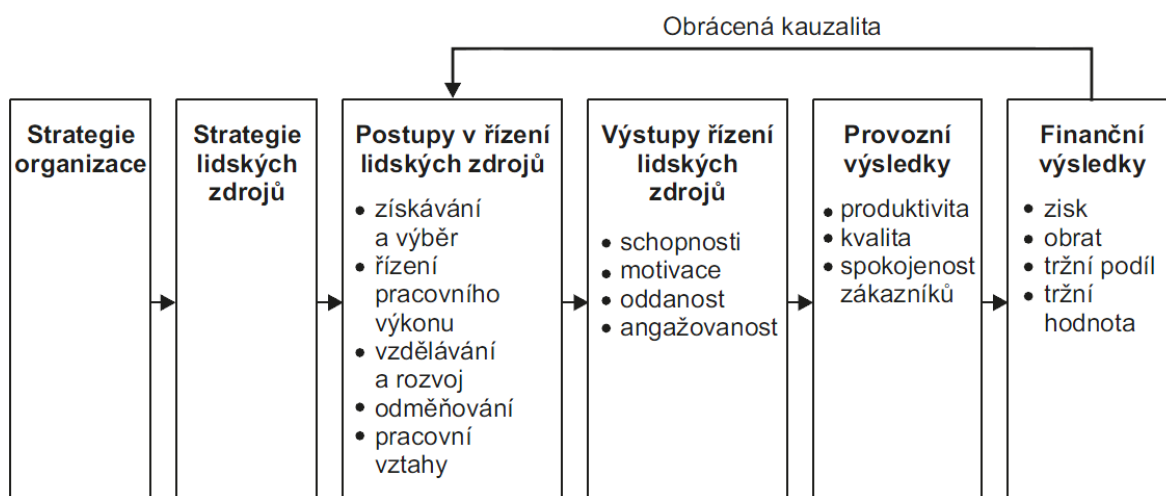 Obrácená kauzalita
Strategie
organizace
Strategie
lidských
zdrojů
Postupy v řízení
lidských zdrojů
• získávání
a výběr
• řízení
pracovního
výkonu
• vzdělávání
a rozvoj
• odměňování
• pracovní
vztahy
Výstupy řízení
lidských
zdrojů
• schopnosti
• motivace
• oddanost
• angažovanost
Provozní
výsledky
• produktivita
• kvalita
• spokojenost
zákazníků
Finanční
výsledky
• zisk
• obrat
• tržní podíl
• tržní
hodnota